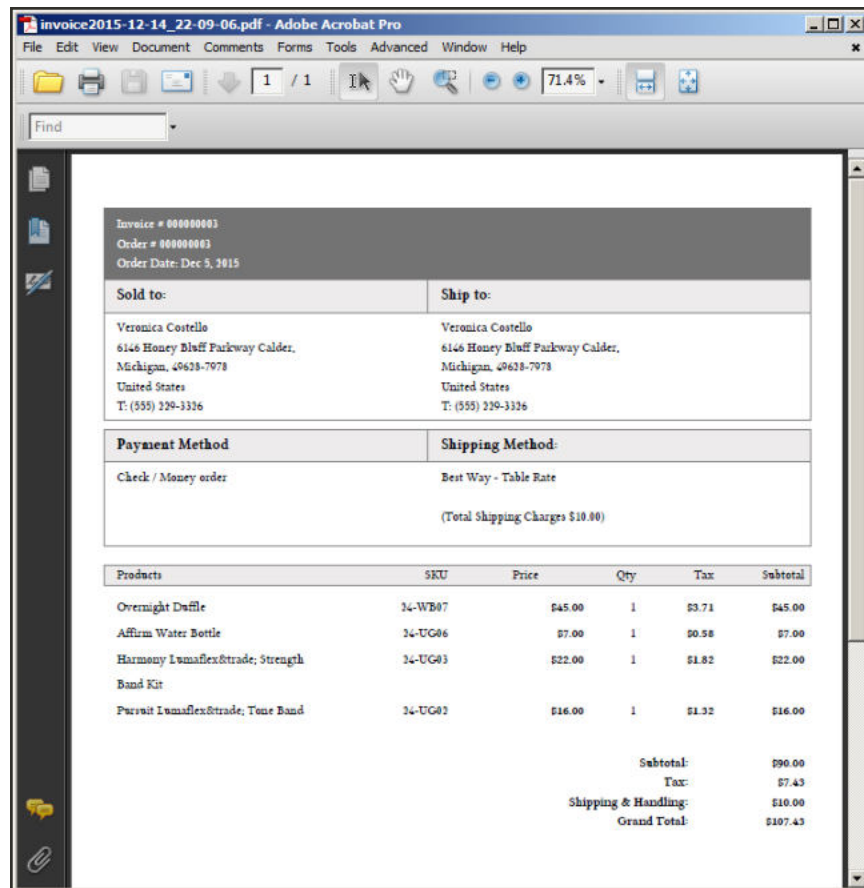 invoice2015-12-14_22-09-06.pdf - Adobe Acrobat Pro
File Edit View Document Comments Forms Tools Advanced Window Help
1 / 1 71.4%
Find
Invoice # 000000003
Order # 000000003
Order Date: Dec 5, 2015
Sold to: Ship to:
Veronica Costello Veronica Costello
6146 Honey Bluff Parkway Calder, 6146 Honey Bluff Parkway Calder,
Michigan, 49628-7978 Michigan, 49628-7978
United States United States
T: (555) 229-3326 T: (555) 229-3326
Payment Method Shipping Method:
Check / Money order Best Way - Table Rate
(Total Shipping Charges $10.00)
Products SKU Price Qty Tax Subtotal
Overnight Duffle 24-WB07 $45.00 1 $3.71 $45.00
Affirm Water Bottle 24-UG06 $7.00 1 $0.58 $7.00
Harmony Lumaflex&trade; Strength 24-UG03 $22.00 1 $1.82 $22.00
Band Kit
Pursuit Lumaflex&trade; Tone Band 24-UG02 $16.00 1 $1.32 $16.00
Subtotal: $90.00
Tax: $7.43
Shipping & Handling: $10.00
Grand Total: $107.43